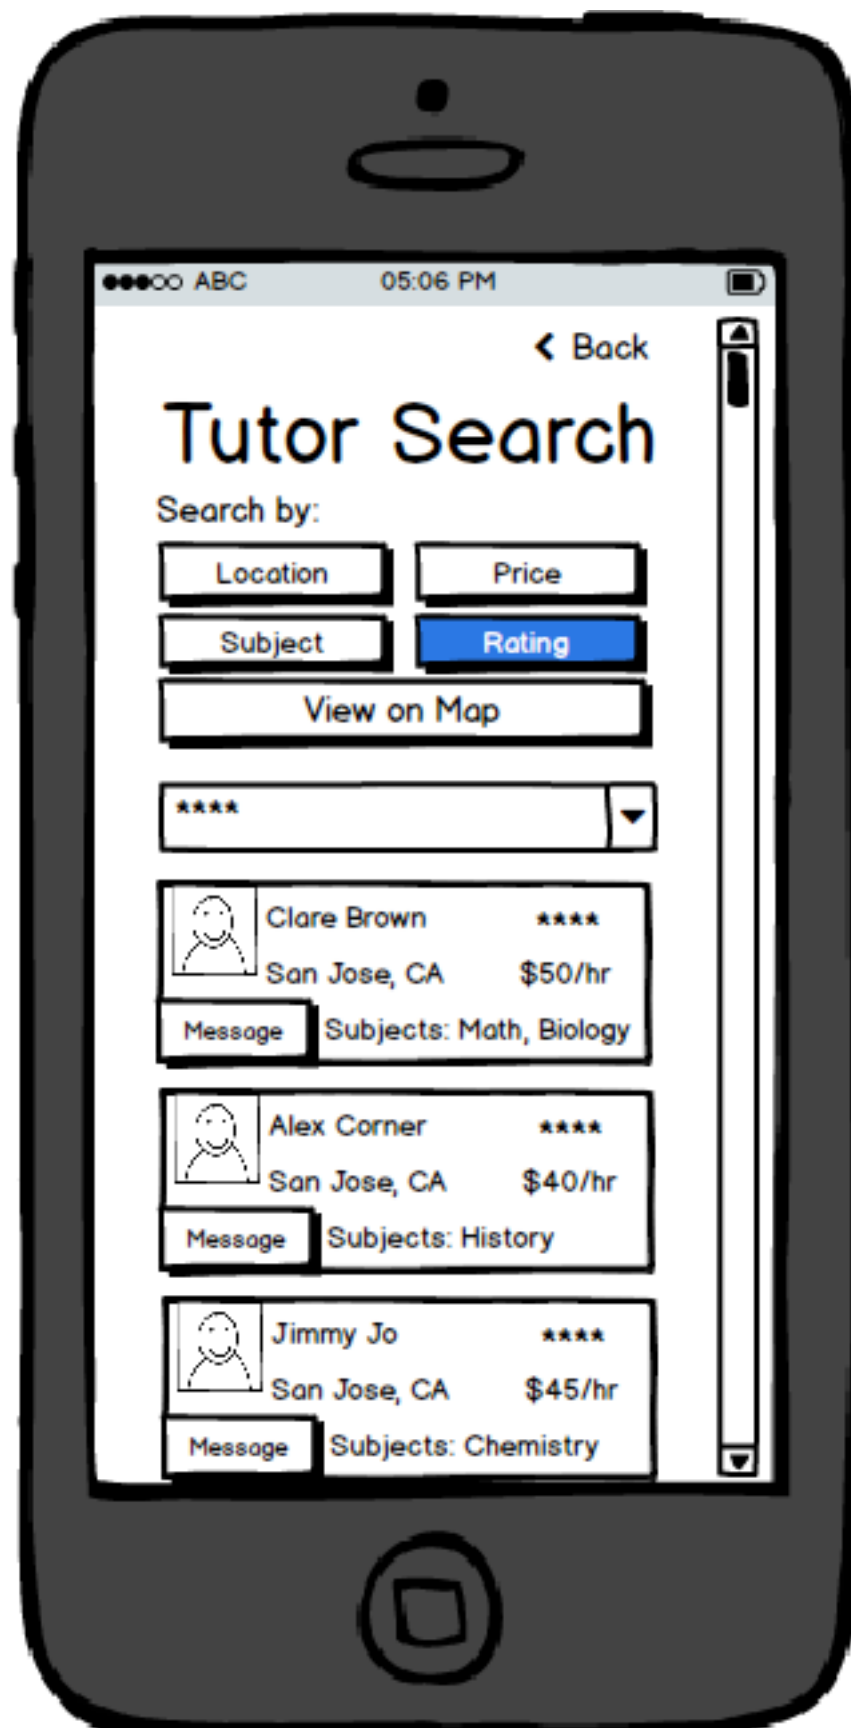 ABC 05:06 PM
Back
Tutor Search
Search by:
Location Price
Subject Rating
View on Map
****
Clare Brown ****
San Jose, CA $50/hr
Message Subjects: Math, Biology
Alex Corner ****
San Jose, CA $40/hr
Message Subjects: History
Jimmy Jo ****
San Jose, CA $45/hr
Message Subjects: Chemistry